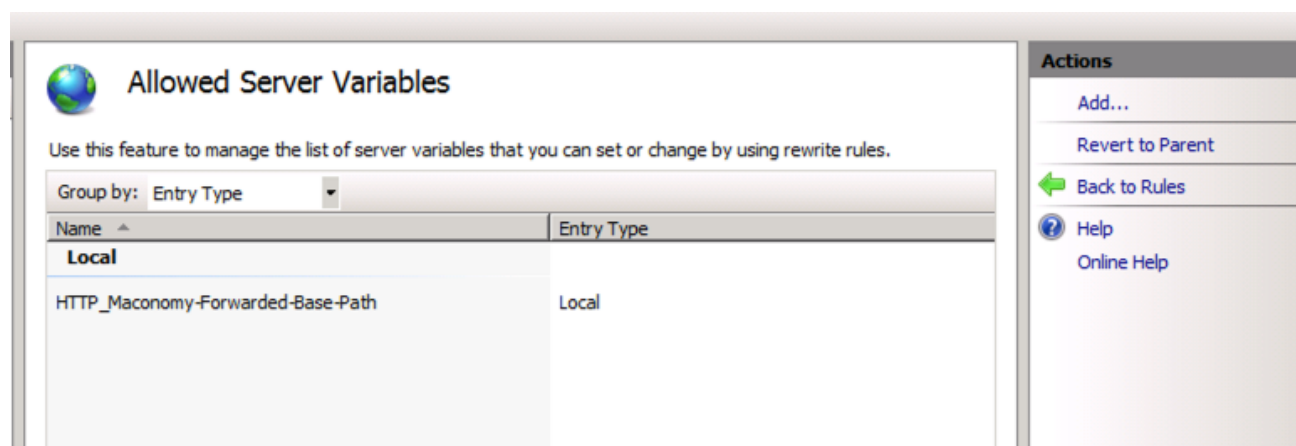 Allowed Server Variables
Use this feature to manage the list of server variables that you can set or change by using rewrite rules.
Group by: Entry Type
Name Entry Type
Local
HTTP_Maconomy-Forwarded-Base-Path Local
Actions
Add...
Revert to Parent
Back to Rules
Help
Online Help